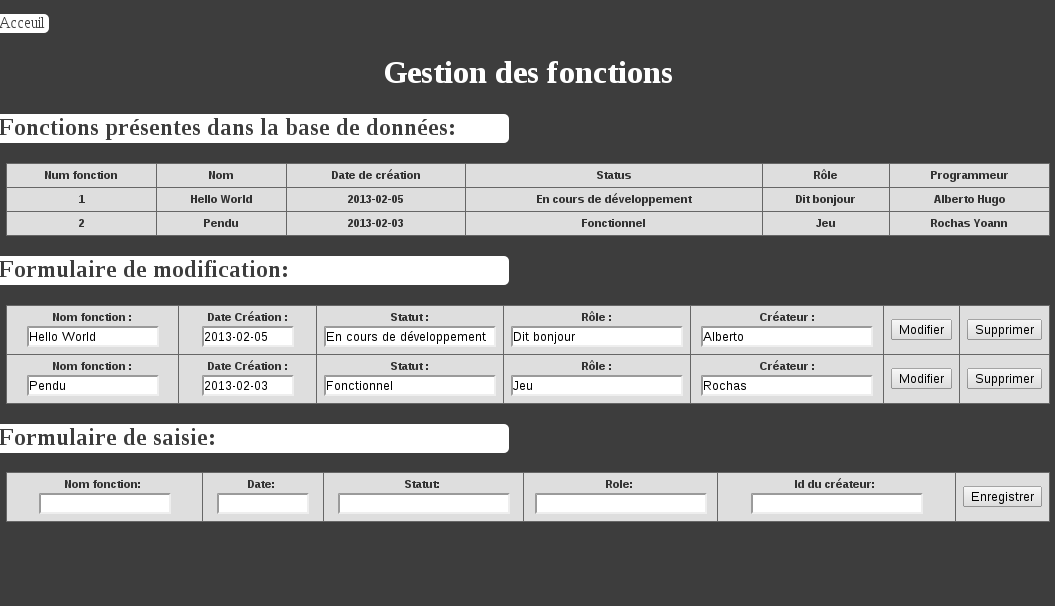 Acceuil
Gestion des fonctions
Fonctions présentes dans la base de données:
Num fonction Nom Date de création Status Rôle Programmeur
1 Hello World 2013-02-05 En cours de développement Dit bonjour Alberto Hugo
2 Pendu 2013-02-03 Fonctionnel Jeu Rochas Yoann
Formulaire de modification:
Nom fonction : Date Création : Statut : Rôle : Créateur :
Hello World 2013-02-05 En cours de développement Dit bonjour Alberto Modifier Supprimer
Nom fonction : Date Création : Statut : Rôle : Créateur :
Pendu 2013-02-03 Fonctionnel Jeu Rochas Modifier Supprimer
Formulaire de saisie:
Nom fonction: Date: Statut: Role: Id du créateur:
Enregistrer